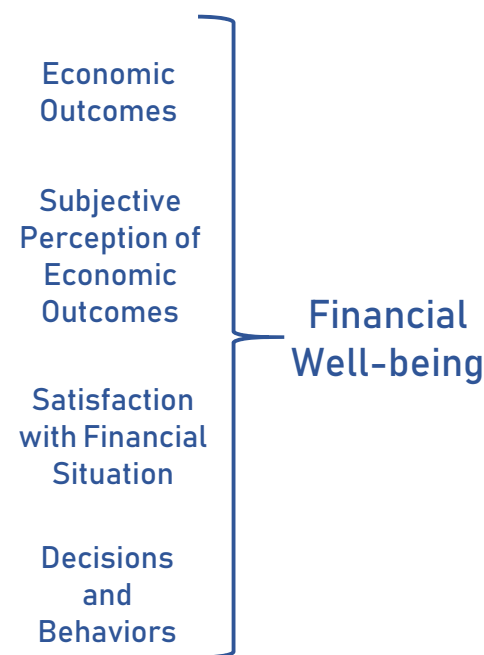 Economic
Outcomes
Subjective
Perception of
Economic
Outcomes
Satisfaction
with Financial
Situation
Decisions
and
Behaviors
Financial
Well-being